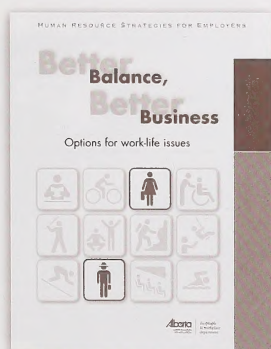 HUMAN RESOURCE STRATEGIES FOR EMPLOYERS
Better
Balance,
Better
Business
Options for work-life issues
Alberta